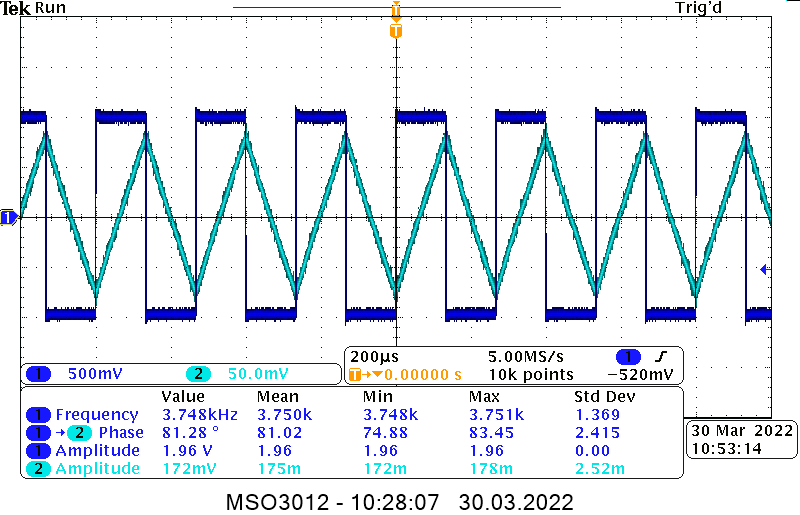 Tek Run Trig'd
T
T
T
200µs 5.00MS/s 1
1 500mV 2 50.0mV T→▼0.00000 s 10k points −520mV
Value Mean Min Max Std Dev
1 Frequency 3.748kHz 3.750k 3.748k 3.751k 1.369
1 → 2 Phase 81.28 ° 81.02 74.88 83.45 2.415
1 Amplitude 1.96 V 1.96 1.96 1.96 0.00
2 Amplitude 172mV 175m 172m 178m 2.52m
30 Mar 2022
10:53:14
MSO3012 - 10:28:07 30.03.2022